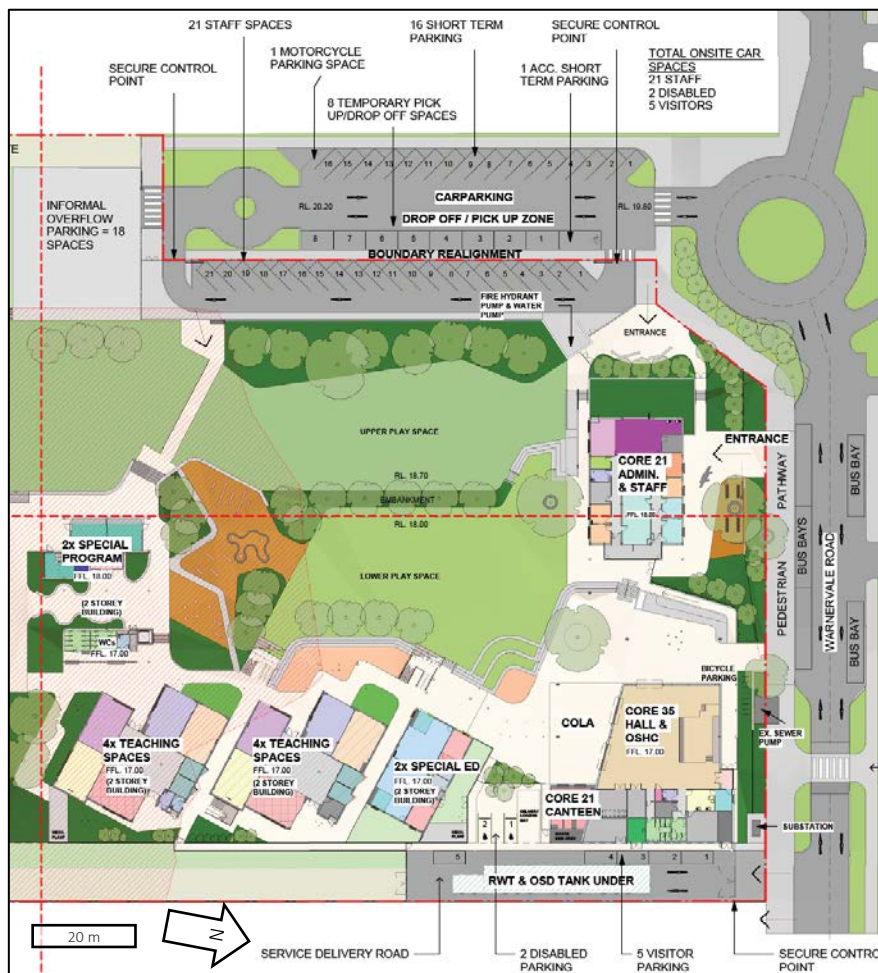 21 STAFF SPACES
16 SHORT TERM
PARKING
SECURE CONTROL
POINT
TOTAL ONSITE CAR
SPACES
21 STAFF
2 DISABLED
5 VISITORS
1 MOTORCYCLE
PARKING SPACE
SECURE CONTROL
POINT
1 ACC. SHORT
TERM PARKING
8 TEMPORARY PICK
UP/DROP OFF SPACES
TE
16 15 14 13 12 11 10 9 8 7 6 5 4 3 2 1
INFORMAL
OVERFLOW
PARKING = 18
SPACES
RL. 20.20
CARPARKING
RL. 19.80
DROP OFF / PICK UP ZONE
8 7 6 5 4 3 2 1
BOUNDARY REALIGNMENT
21 20 19 18 17 16 15 14 13 12 11 10 9 8 7 6 5 4 3 2 1
FIRE HYDRANT
PUMP & WATER
PUMP
ENTRANCE
UPPER PLAY SPACE
RL. 18.70
EMBANKMENT
RL. 18.00
LOWER PLAY SPACE
CORE 21
ADMIN.
& STAFF
FFL. 18.00
ENTRANCE
PEDESTRIAN PATHWAY
BUS BAYS
BUS BAY
WARNERVALE ROAD
BUS BAY
2X SPECIAL
PROGRAM
FFL. 18.00
(2 STOREY
BUILDING)
WCs
FFL. 17.00
BICYCLE
PARKING
COLA
CORE 35
HALL &
OSHC
FFL. 17.00
EX. SEWER
PUMP
4x TEACHING
SPACES
FFL. 17.00
(2 STOREY
BUILDING)
4x TEACHING
SPACES
FFL. 17.00
(2 STOREY
BUILDING)
2x SPECIAL ED
FFL. 17.00
(2 STOREY
BUILDING)
CORE 21
CANTEEN
2 1
SUBSTATION
5 4 3 2 1
RWT & OSD TANK UNDER
20 m
N
SERVICE DELIVERY ROAD
2 DISABLED
PARKING
5 VISITOR
PARKING
SECURE CONTRO
POINT